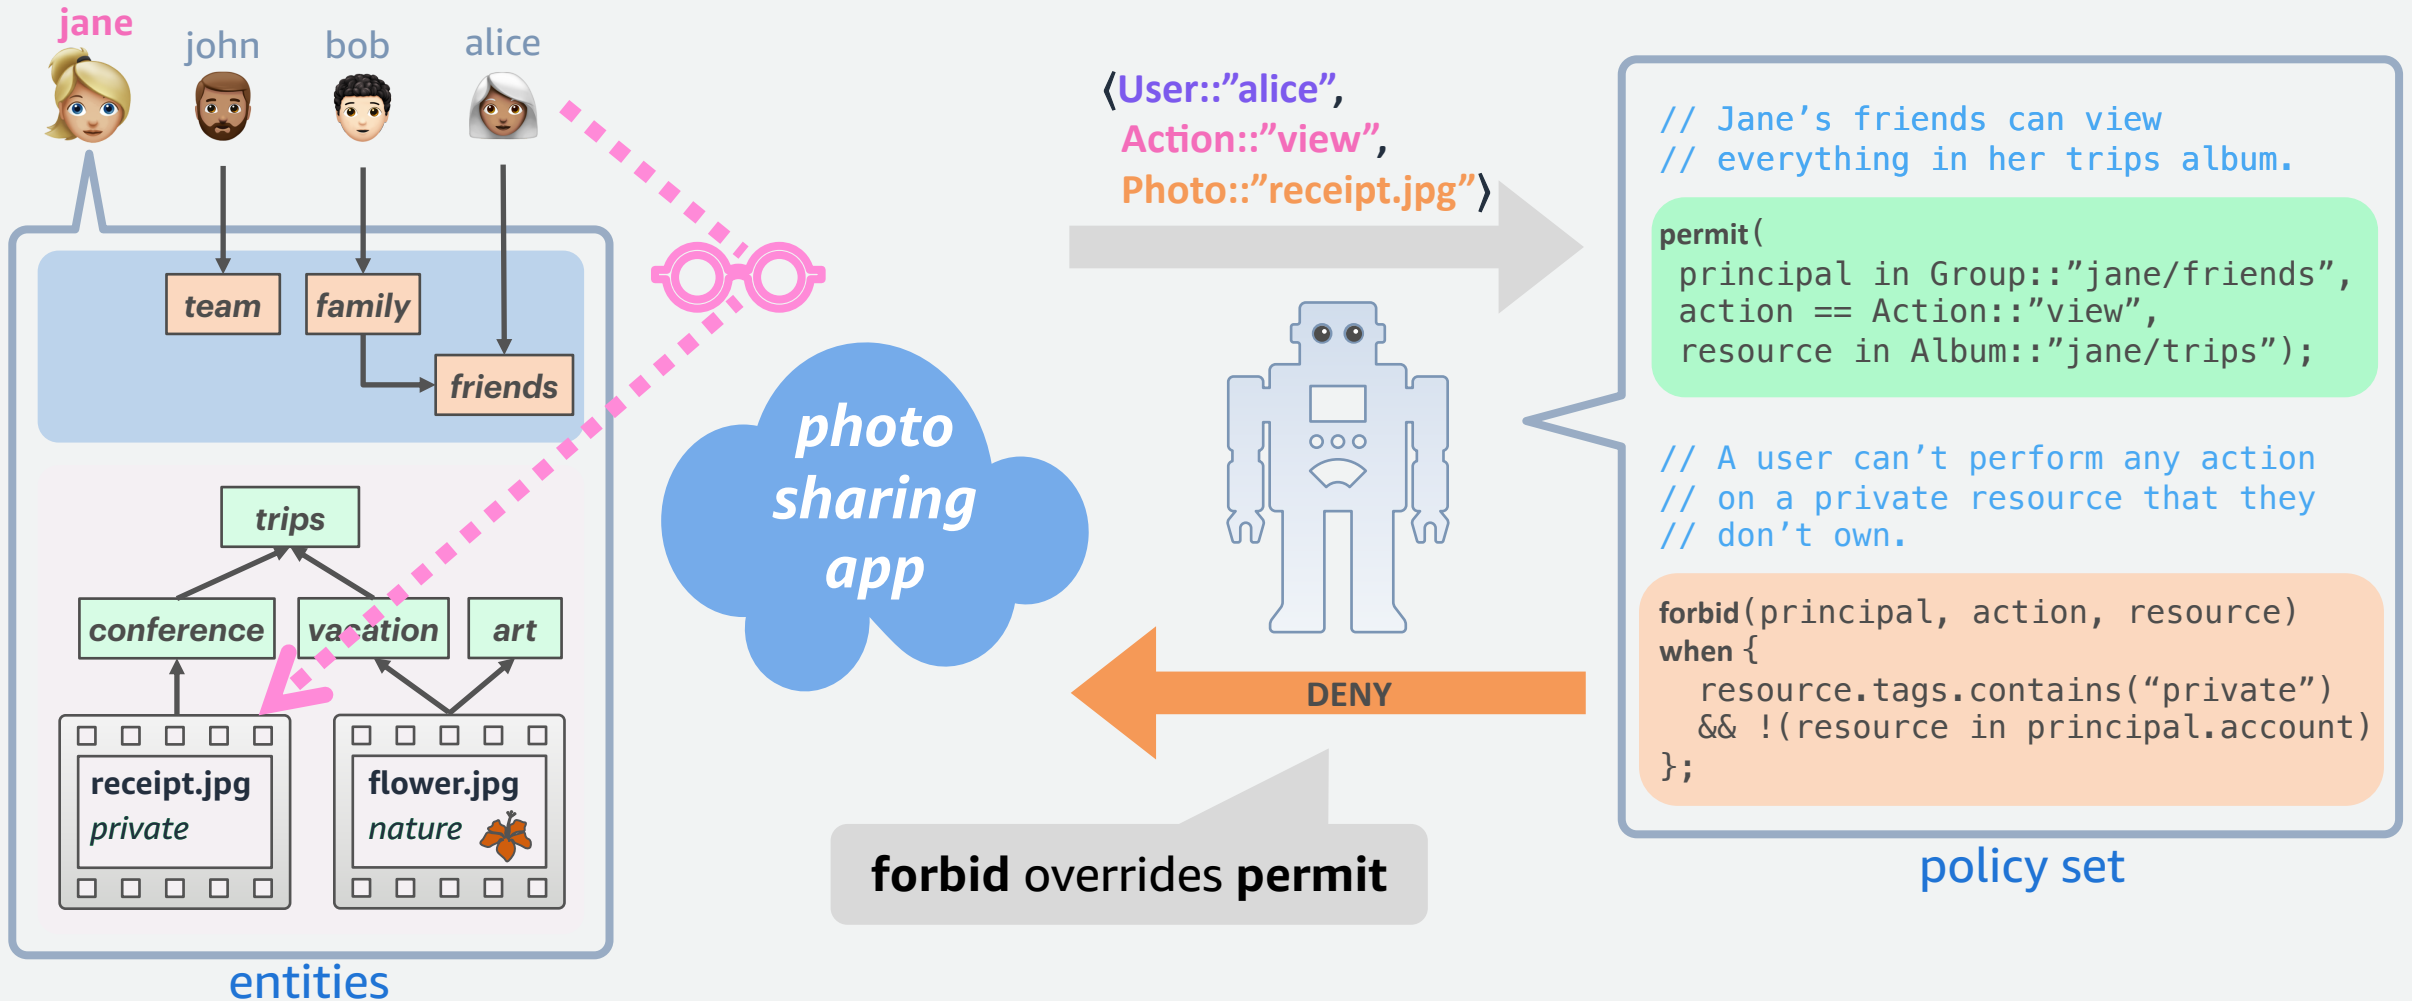 jane
john
bob
alice
team
family
friends
trips
conference
vacation
art
receipt.jpg
private
flower.jpg
nature
entities
photo
sharing
app
⟨User::”alice”,
Action::”view”,
Photo::”receipt.jpg”⟩
DENY
forbid overrides permit
// Jane’s friends can view
// everything in her trips album.
permit(
principal in Group::”jane/friends”,
action == Action::”view”,
resource in Album::”jane/trips”);
// A user can’t perform any action
// on a private resource that they
// don’t own.
forbid(principal, action, resource)
when {
resource.tags.contains(“private”)
&& !(resource in principal.account)
};
policy set